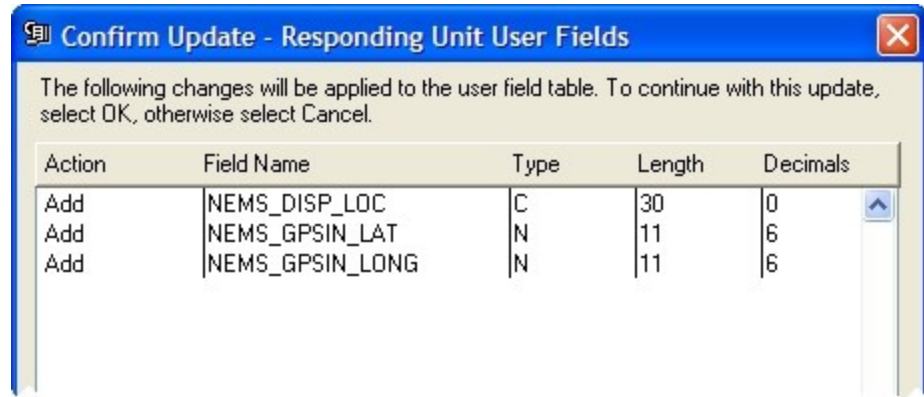 Confirm Update - Responding Unit User Fields
The following changes will be applied to the user field table. To continue with this update,
select OK, otherwise select Cancel.
Action Field Name Type Length Decimals
Add NEMS_DISP_LOC C 30 0
Add NEMS_GPSIN_LAT N 11 6
Add NEMS_GPSIN_LONG N 11 6